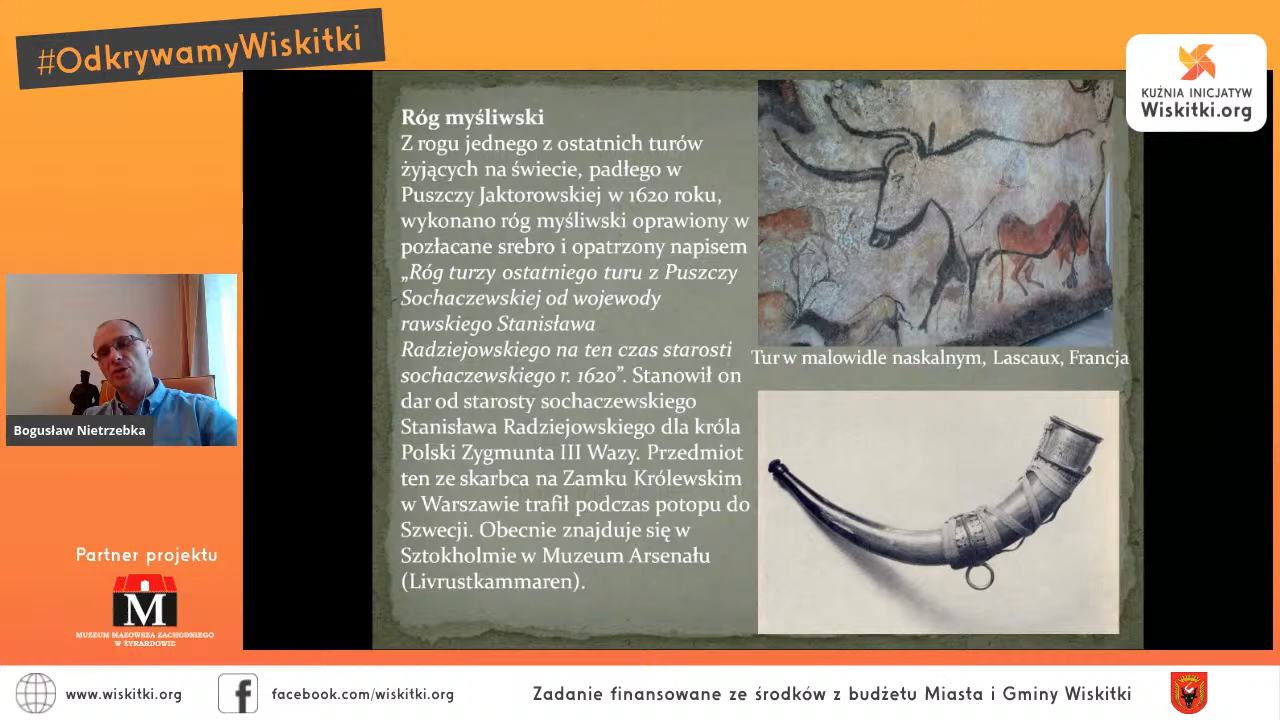 #OdkrywamyWiskitki
KUŹNIA INICJATYW
Wiskitki.org
Róg myśliwski
Z rogu jednego z ostatnich turów
żyjących na świecie, padłego w
Puszczy Jaktorowskiej w 1620 roku,
wykonano róg myśliwski oprawiony w
pozłacane srebro i opatrzony napisem
„Róg turzy ostatniego turu z Puszczy
Sochaczewskiej od wojewody
rawskiego Stanisława
Radziejowskiego na ten czas starosti
sochaczewskiego r. 1620”. Stanowił on
dar od starosty sochaczewskiego
Stanisława Radziejowskiego dla króla
Polski Zygmunta III Wazy. Przedmiot
ten ze skarbca na Zamku Królewskim
w Warszawie trafił podczas potopu do
Szwecji. Obecnie znajduje się w
Sztokholmie w Muzeum Arsenału
(Livrustkammaren).
Tur w malowidle naskalnym, Lascaux, Francja
Bogusław Nietrzebka
Partner projektu
M
MUZEUM MAZOWSZA ZACHODNIEGO
W ŻYRARDOWIE
www.wiskitki.org
facebook.com/wiskitki.org
Zadanie finansowane ze środków z budżetu Miasta i Gminy Wiskitki